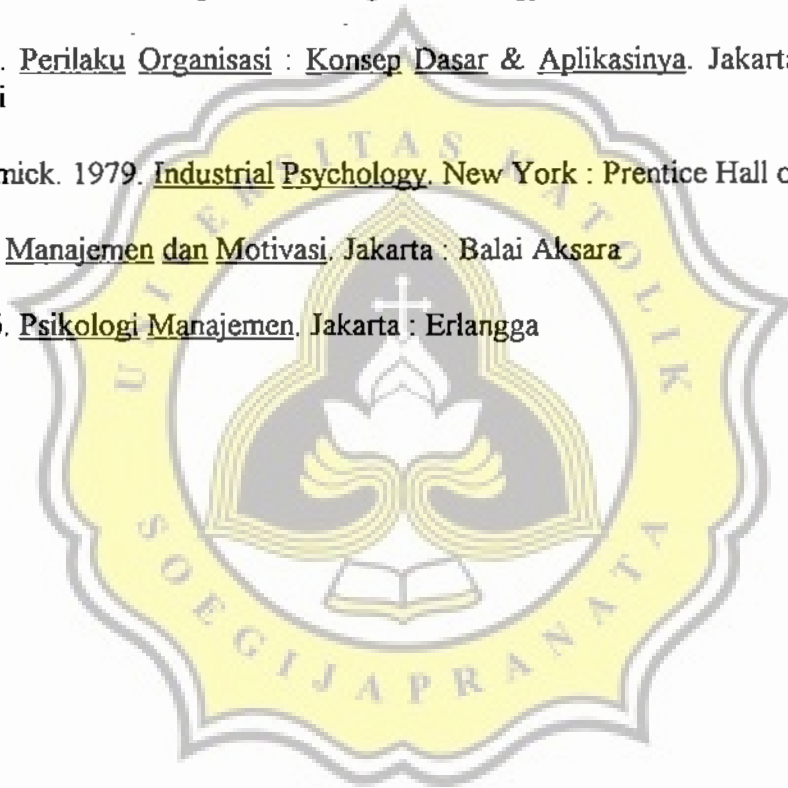 . Perilaku Organisasi : Konsep Dasar & Aplikasinya. Jakarta
i
mick. 1979. Industrial Psychology. New York : Prentice Hall
Manajemen dan Motivasi. Jakarta : Balai Aksara
. Psikologi Manajemen. Jakarta : Erlangga
UNIVERSITAS KATOLIK
SOEGIJAPRANATA